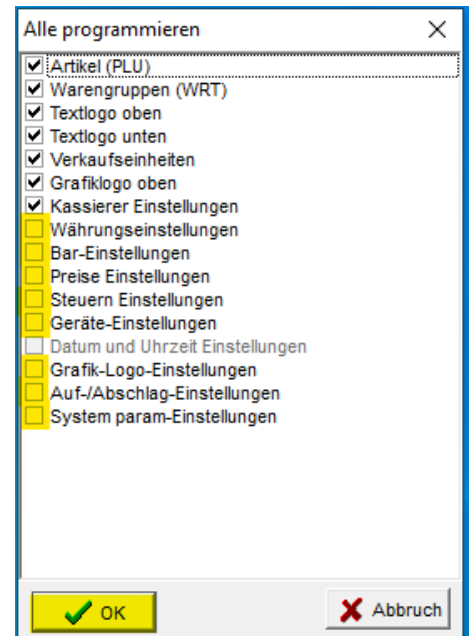 Alle programmieren
Artikel (PLU)
Warengruppen (WRT)
Textlogo oben
Textlogo unten
Verkaufseinheiten
Grafiklogo oben
Kassierer Einstellungen
Währungseinstellungen
Bar-Einstellungen
Preise Einstellungen
Steuern Einstellungen
Geräte-Einstellungen
Datum und Uhrzeit Einstellungen
Grafik-Logo-Einstellungen
Auf-/Abschlag-Einstellungen
System param-Einstellungen
OK Abbruch